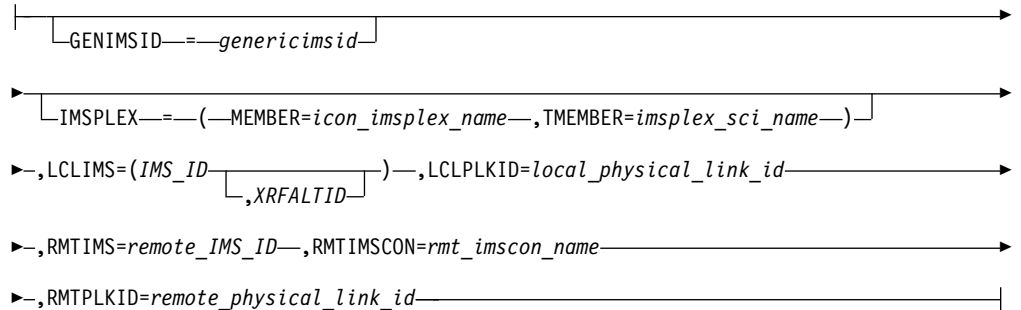 GENIMSID = genericimsid
IMSPLEX = ( MEMBER=icon_imsplex_name ,TMEMBER=imsplex_sci_name )
,LCLIMS=(IMS_ID ) ,LCLPLKID=local_physical_link_id
,XRFALTID
,RMTIMS=remote_IMS_ID ,RMTIMSCON=rmt_imscon_name
,RMTPLKID=remote_physical_link_id